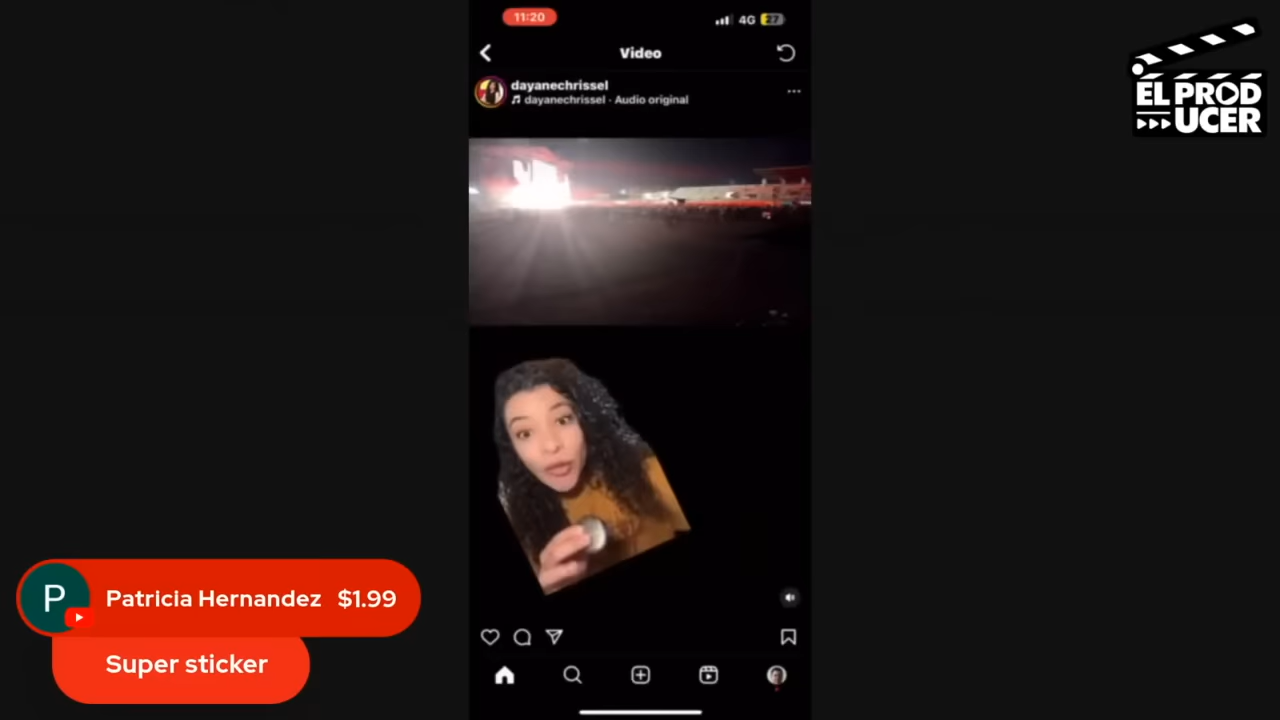 11:20
4G
27
Video
dayanechrissel
dayanechrissel · Audio original
EL PROD
UCER
P
Patricia Hernandez $1.99
Super sticker